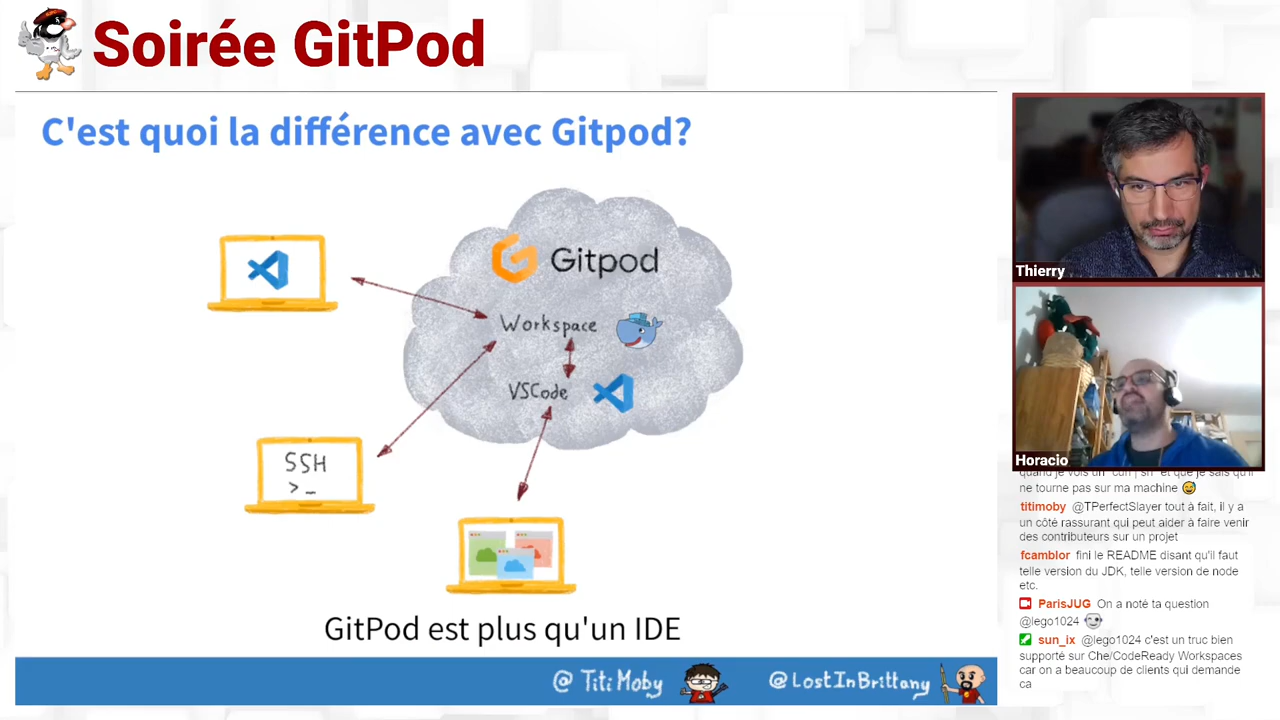 Soirée GitPod
C'est quoi la différence avec Gitpod?
Gitpod
Workspace
VSCode
SSH
>_
GitPod est plus qu'un IDE
@TitiMoby
@LostInBrittany
Thierry
Horacio
ne tourne pas sur ma machine
titimoby @TPerfectSlayer tout à fait, il y a
un côté rassurant qui peut aider à faire venir
des contributeurs sur un projet
fcamblor fini le README disant qu'il faut
telle version du JDK, telle version de node
etc.
ParisJUG On a noté ta question
@lego1024
sun_ix @lego1024 c'est un truc bien
supporté sur Che/CodeReady Workspaces
car on a beaucoup de clients qui demande
ca